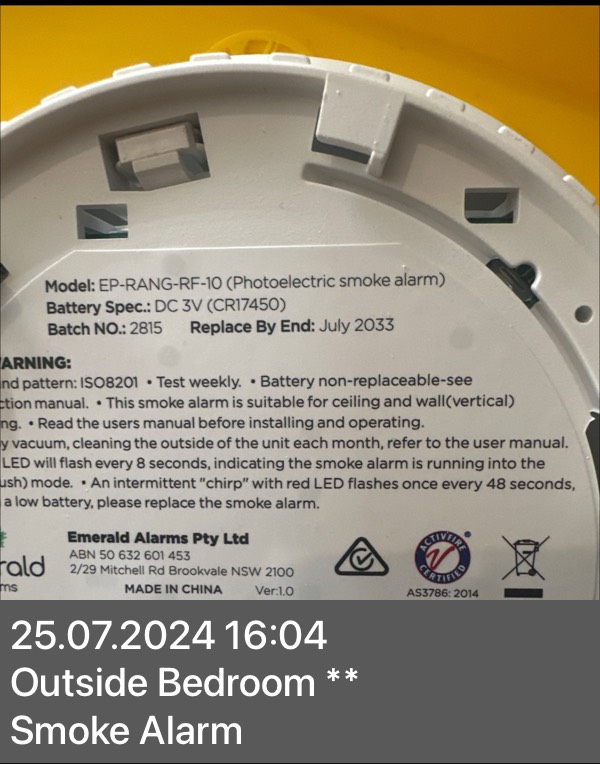 Model: EP-RANG-RF-10 (Photoelectric smoke alarm)
Battery Spec.: DC 3V (CR17450)
Batch NO.: 2815 Replace By End: July 2033
ARNING:
nd pattern: ISO8201 • Test weekly. • Battery non-replaceable-see
ction manual. • This smoke alarm is suitable for ceiling and wall(vertical)
ng. • Read the users manual before installing and operating.
y vacuum, cleaning the outside of the unit each month, refer to the user manual.
LED will flash every 8 seconds, indicating the smoke alarm is running into the
ush) mode. • An intermittent "chirp" with red LED flashes once every 48 seconds,
a low battery, please replace the smoke alarm.
Emerald Alarms Pty Ltd
ABN 50 632 601 453
2/29 Mitchell Rd Brookvale NSW 2100
MADE IN CHINA Ver:1.0
rald
ms
ACTIVFIRE
CERTIFIED
AS3786: 2014
25.07.2024 16:04
Outside Bedroom **
Smoke Alarm